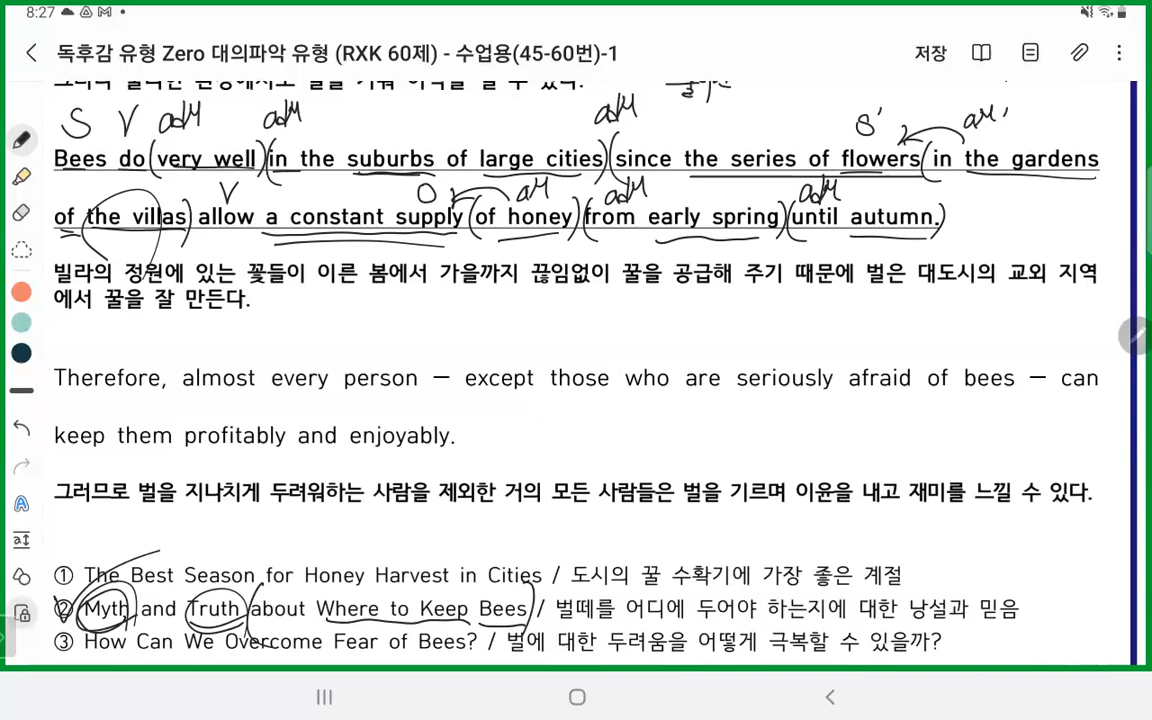 8:27
독후감 유형 Zero 대의파악 유형 (RXK 60제) - 수업용(45-60번)-1
저장
S V adM adM adM S' aM'
Bees do (very well) (in the suburbs of large cities) (since the series of flowers (in the gardens
V O aM adM adM
of the villas) allow a constant supply (of honey) (from early spring) (until autumn.)
빌라의 정원에 있는 꽃들이 이른 봄에서 가을까지 끊임없이 꿀을 공급해 주기 때문에 벌은 대도시의 교외 지역
에서 꿀을 잘 만든다.
Therefore, almost every person – except those who are seriously afraid of bees – can
keep them profitably and enjoyably.
그러므로 벌을 지나치게 두려워하는 사람을 제외한 거의 모든 사람들은 벌을 기르며 이윤을 내고 재미를 느낄 수 있다.
① The Best Season for Honey Harvest in Cities / 도시의 꿀 수확기에 가장 좋은 계절
② Myth and Truth (about Where to Keep Bees) / 벌떼를 어디에 두어야 하는지에 대한 낭설과 믿음
③ How Can We Overcome Fear of Bees? / 벌에 대한 두려움을 어떻게 극복할 수 있을까?